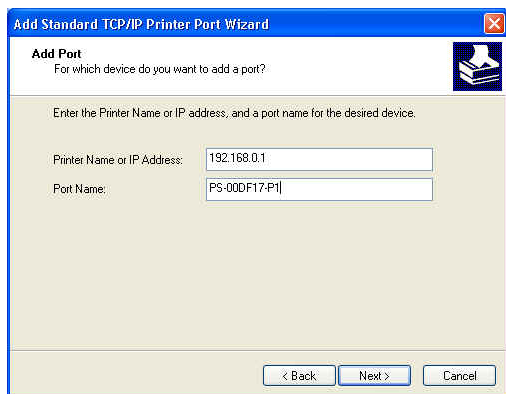 Add Standard TCP/IP Printer Port Wizard
Add Port
For which device do you want to add a port?
Enter the Printer Name or IP address, and a port name for the desired device.
Printer Name or IP Address: 192.168.0.1
Port Name: PS-00DF17-P1
< Back Next > Cancel